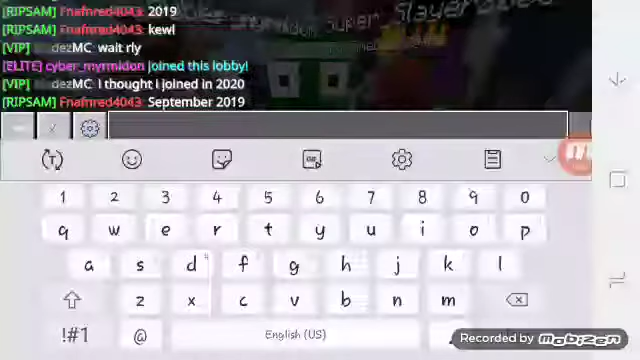 [RIPSAM] Fnafnred4043: 2019
[RIPSAM] Fnafnred4043: kewl
[VIP] dezMC: wait rly
[ELITE] cyber_myrmidon joined this lobby!
[VIP] dezMC: I thought I joined in 2020
[RIPSAM] Fnafnred4043: September 2019
/
T
GIF
1 2 3 4 5 6 7 8 9 0
q w e r t y u i o p
a s d f g h j k l
z x c v b n m
!#1 @ English (US)
Recorded by mobizen